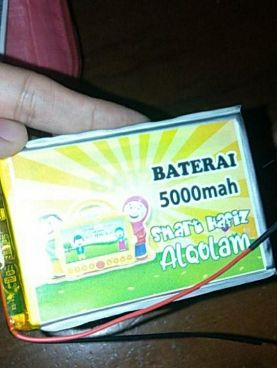 BATERAI
5000mah
Smart Hafiz
Alqolam